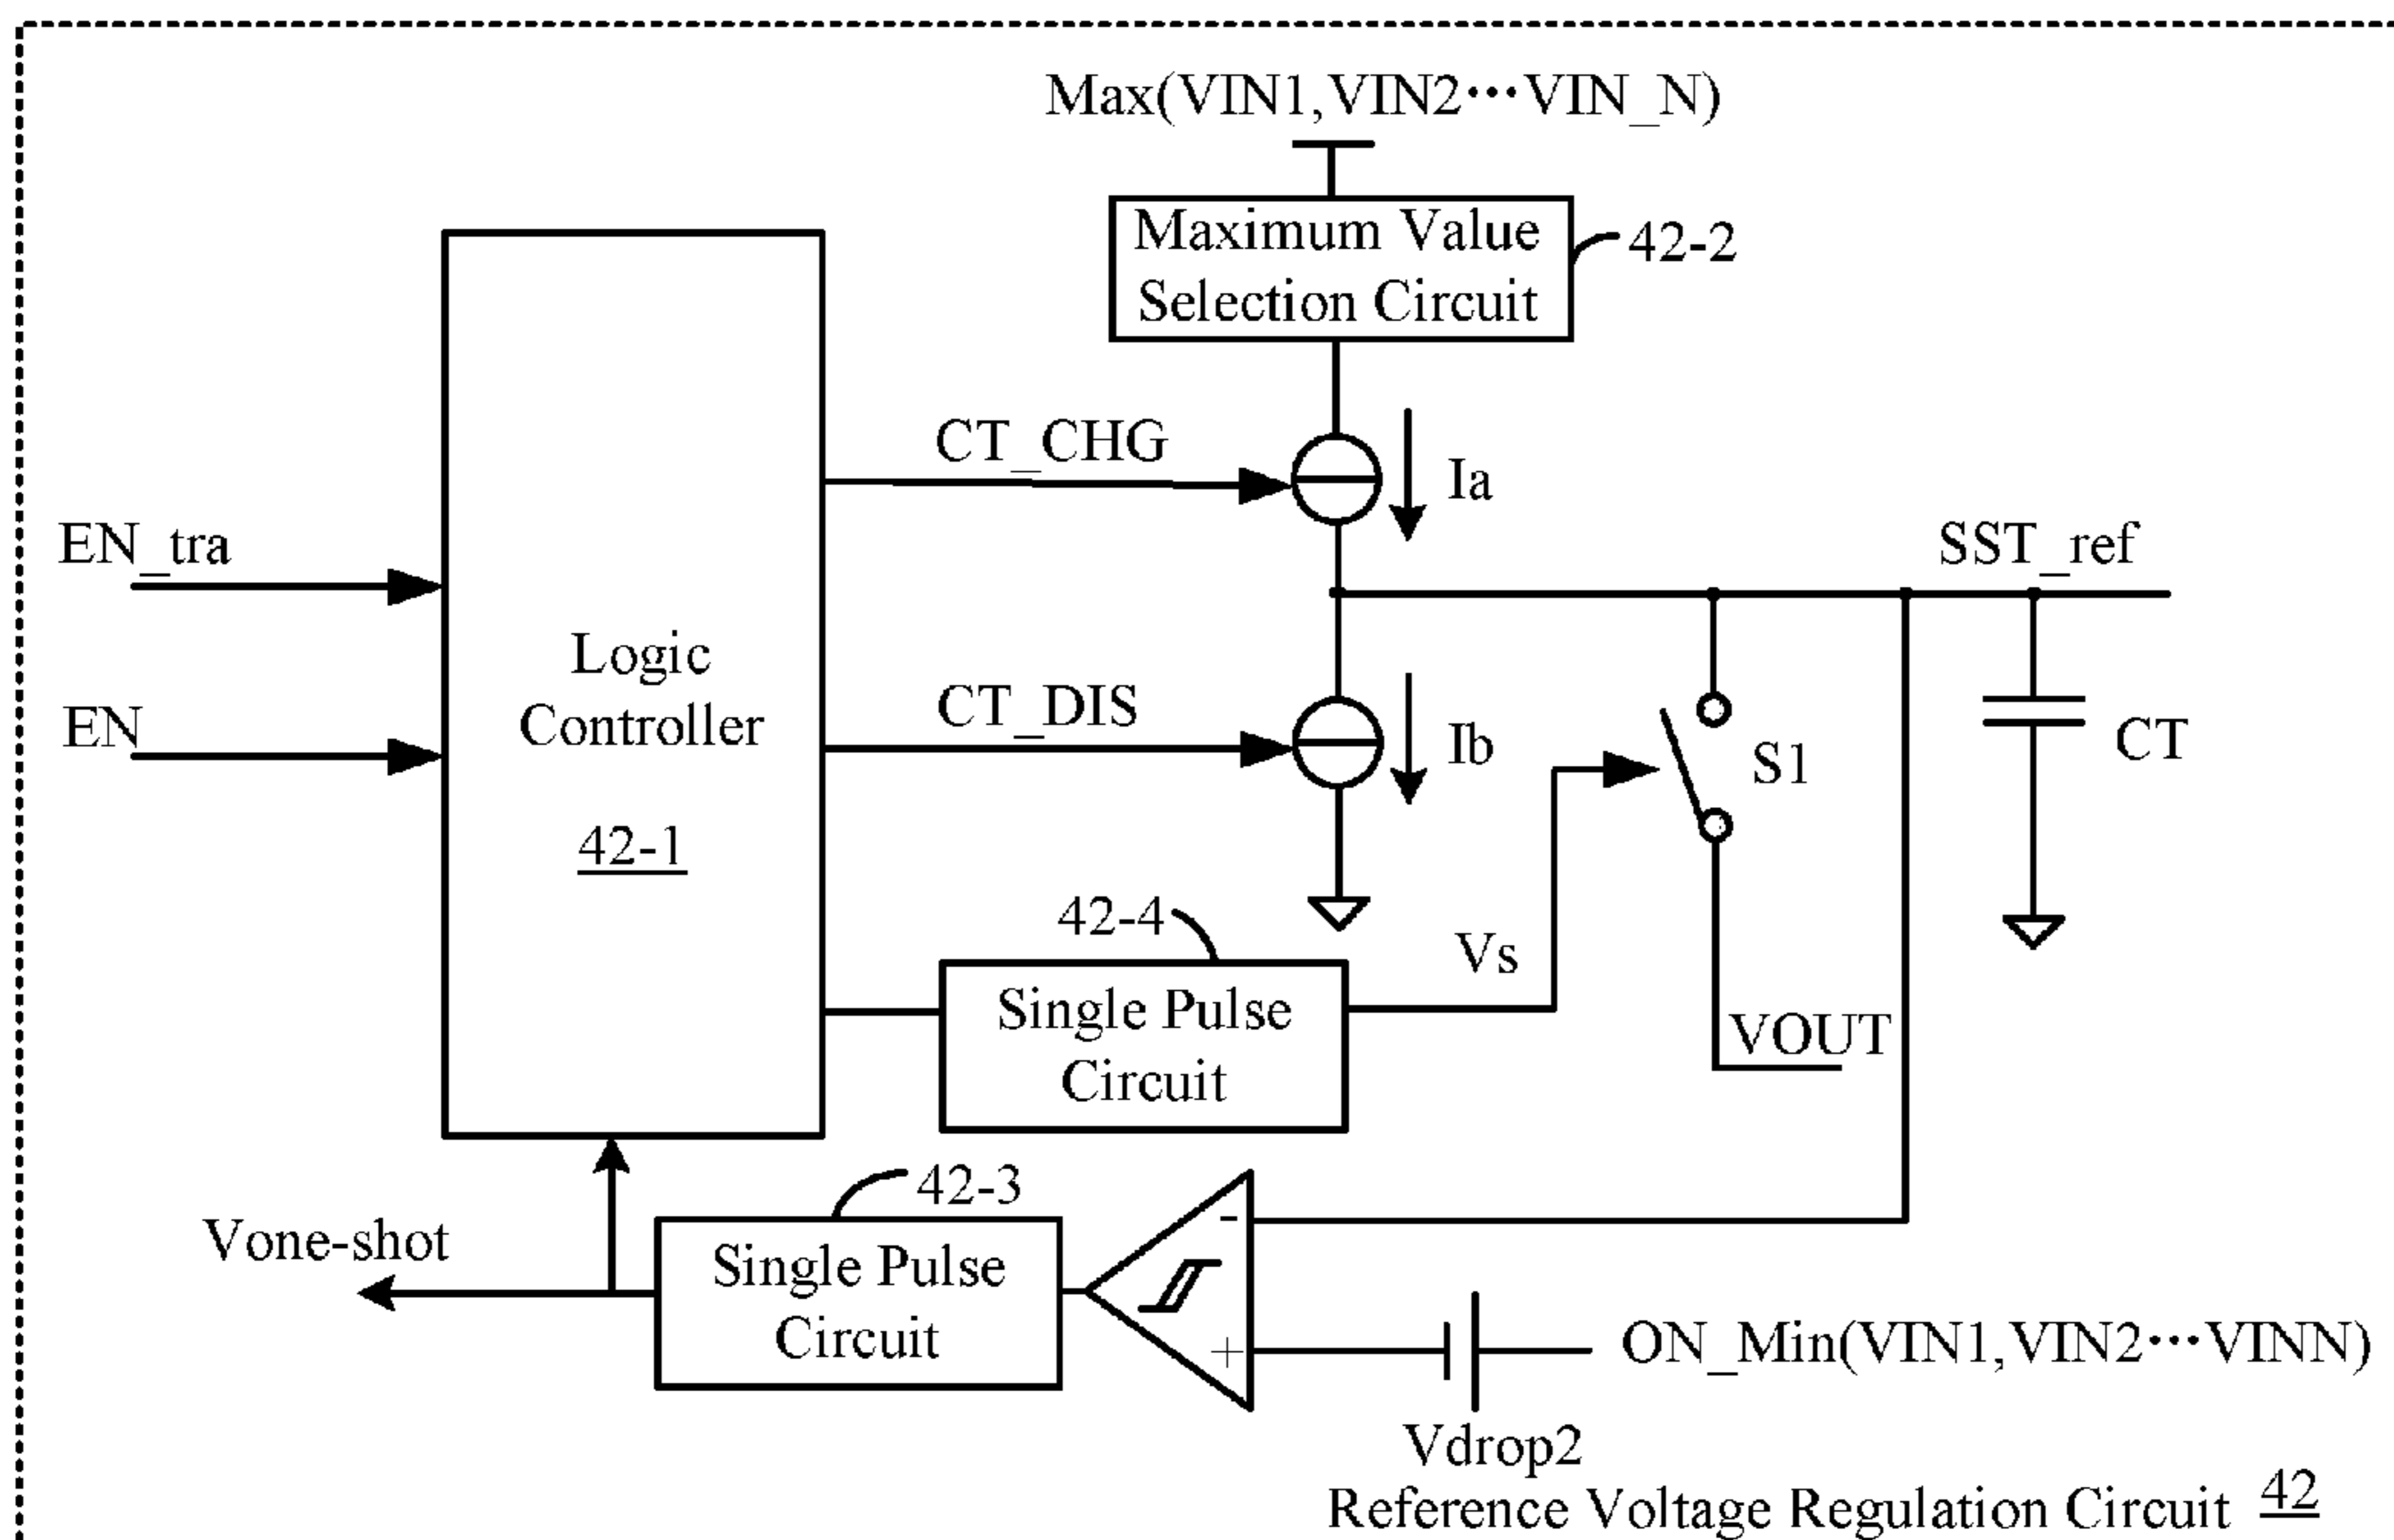 Max(VIN1,VIN2···VIN_N)
Maximum Value
Selection Circuit
42-2
CT_CHG
Ia
EN_tra
SST_ref
Logic
Controller
42-1
EN
CT_DIS
Ib
S1
CT
42-4
Vs
Single Pulse
Circuit
VOUT
42-3
Vone-shot
Single Pulse
Circuit
-
+
ON_Min(VIN1,VIN2···VINN)
Vdrop2
Reference Voltage Regulation Circuit 42